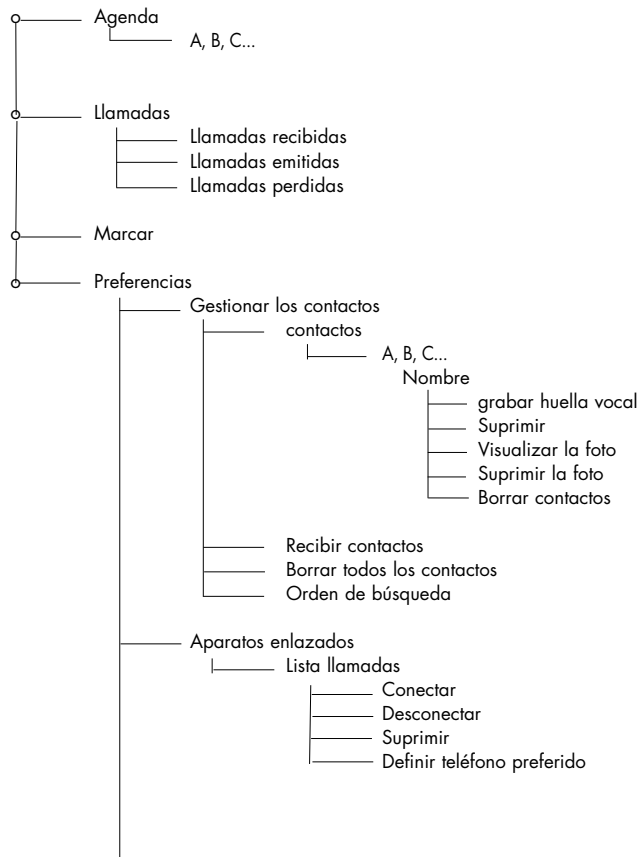 Agenda
A, B, C...
Llamadas
Llamadas recibidas
Llamadas emitidas
Llamadas perdidas
Marcar
Preferencias
Gestionar los contactos
contactos
A, B, C...
Nombre
grabar huella vocal
Suprimir
Visualizar la foto
Suprimir la foto
Borrar contactos
Recibir contactos
Borrar todos los contactos
Orden de búsqueda
Aparatos enlazados
Lista llamadas
Conectar
Desconectar
Suprimir
Definir teléfono preferido